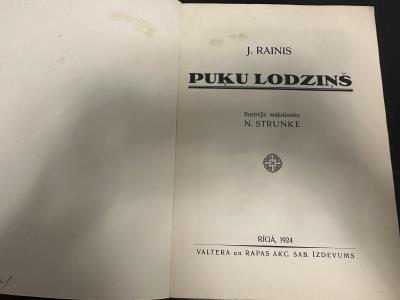 J. RAINIS
PUĶU LODZIŅŠ
Ilustrējis mākslinieks
N. STRUNKE
RĪGĀ, 1924
VALTERA un RAPAS AKC. SAB. IZDEVUMS